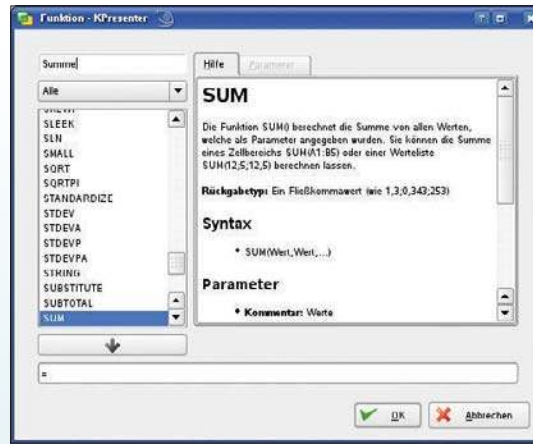 Funktion - KPresenter
Summe
Alle
SLEEK
SLN
SMALL
SQRT
SQRTPI
STANDARDIZE
STDEV
STDEVA
STDEVP
STDEVPA
STRING
SUBSTITUTE
SUBTOTAL
SUM
Hilfe
Parameter
SUM
Die Funktion SUM() berechnet die Summe von allen Werten,
welche als Parameter angegeben wurden. Sie können die Summe
eines Zellbereichs SUM(A1:B5) oder einer Werteliste
SUM(12;5;12,5) berechnen lassen.
Rückgabetyp: Ein Fließkommawert (wie 1,3;0,343;253)
Syntax
• SUM(Wert,Wert,...)
Parameter
• Kommentar: Werte
=
OK
Abbrechen